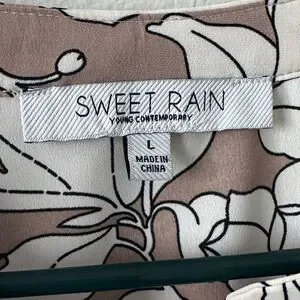 SWEET RAIN
YOUNG CONTEMPORARY
L
MADE IN
CHINA